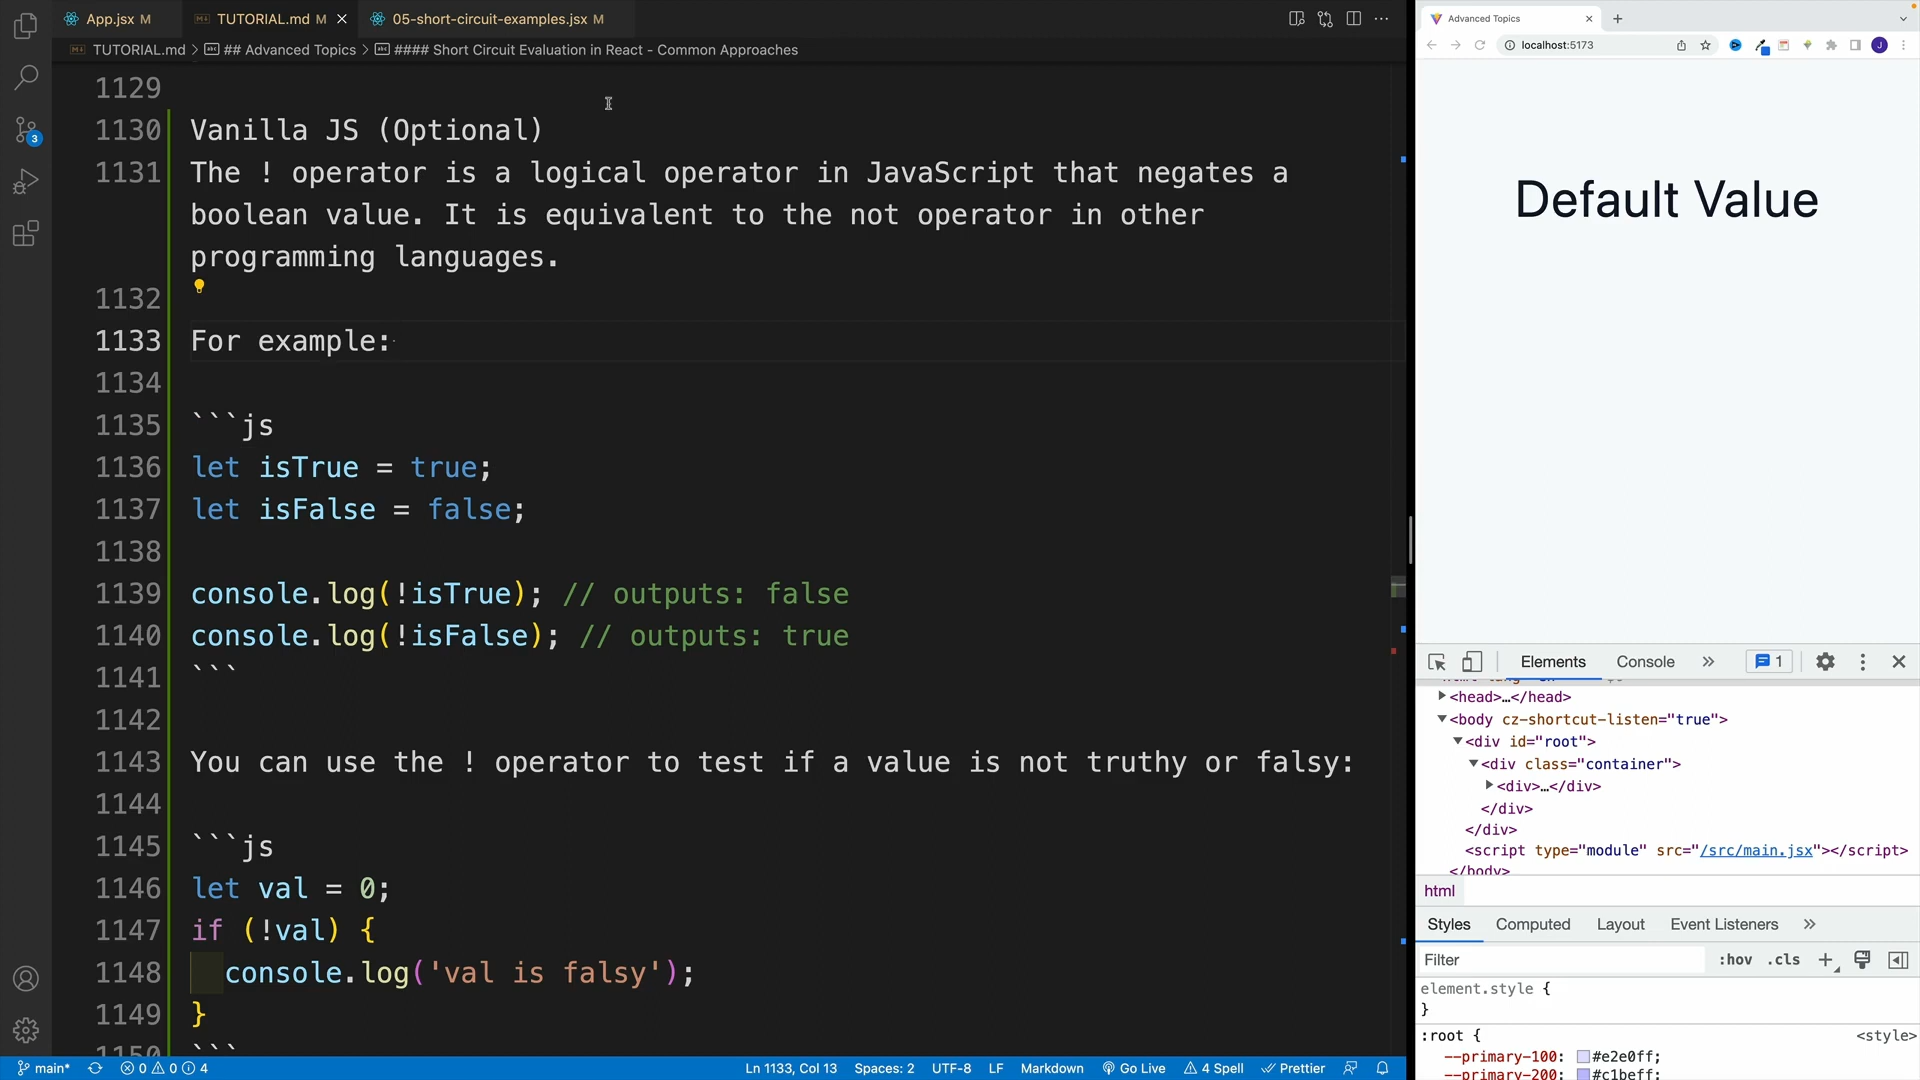 App.jsx M
TUTORIAL.md M
05-short-circuit-examples.jsx M
TUTORIAL.md > ## Advanced Topics > #### Short Circuit Evaluation in React - Common Approaches
1129
1130 Vanilla JS (Optional)
1131 The ! operator is a logical operator in JavaScript that negates a
boolean value. It is equivalent to the not operator in other
programming languages.
1132
1133 For example:
1134
1135 ```js
1136 let isTrue = true;
1137 let isFalse = false;
1138
1139 console.log(!isTrue); // outputs: false
1140 console.log(!isFalse); // outputs: true
1141 ```
1142
1143 You can use the ! operator to test if a value is not truthy or falsy:
1144
1145 ```js
1146 let val = 0;
1147 if (!val) {
1148 console.log('val is falsy');
1149 }
1150 ```
3
main*
0 0 4
Ln 1133, Col 13
Spaces: 2
UTF-8
LF
Markdown
Go Live
4 Spell
Prettier
Advanced Topics
localhost:5173
J
Default Value
Elements
Console
1
<head>…</head>
<body cz-shortcut-listen="true">
<div id="root">
<div class="container">
<div>…</div>
</div>
</div>
<script type="module" src="/src/main.jsx"></script>
</body>
html
Styles
Computed
Layout
Event Listeners
Filter
:hov
.cls
element.style {
}
:root {
<style>
--primary-100: #e2e0ff;
--primary-200: #c1beff;